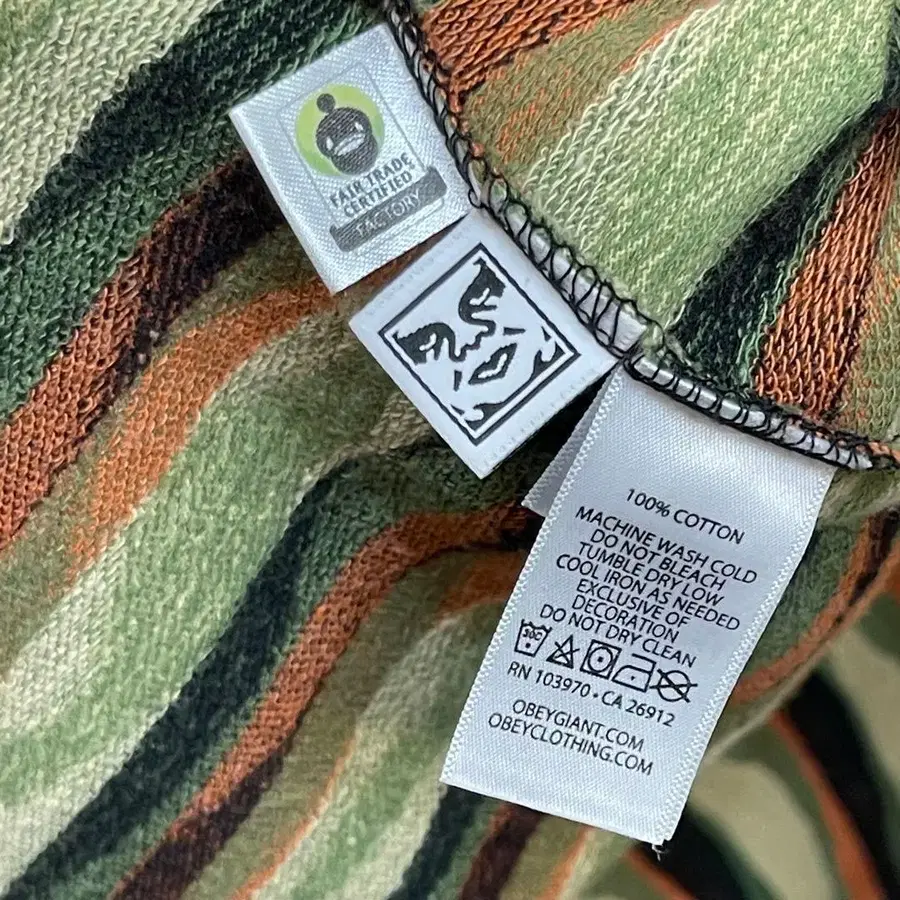 FAIR TRADE
CERTIFIED
FACTORY
100% COTTON
MACHINE WASH COLD
DO NOT BLEACH
TUMBLE DRY LOW
COOL IRON AS NEEDED
EXCLUSIVE OF
DECORATION
DO NOT DRY CLEAN
30C
RN 103970 • CA 26912
OBEYGIANT.COM
OBEYCLOTHING.COM